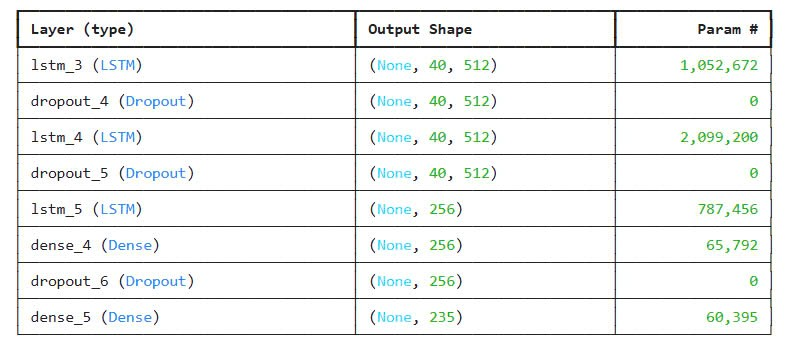 Layer (type) Output Shape Param #
lstm_3 (LSTM) (None, 40, 512) 1,052,672
dropout_4 (Dropout) (None, 40, 512) 0
lstm_4 (LSTM) (None, 40, 512) 2,099,200
dropout_5 (Dropout) (None, 40, 512) 0
lstm_5 (LSTM) (None, 256) 787,456
dense_4 (Dense) (None, 256) 65,792
dropout_6 (Dropout) (None, 256) 0
dense_5 (Dense) (None, 235) 60,395